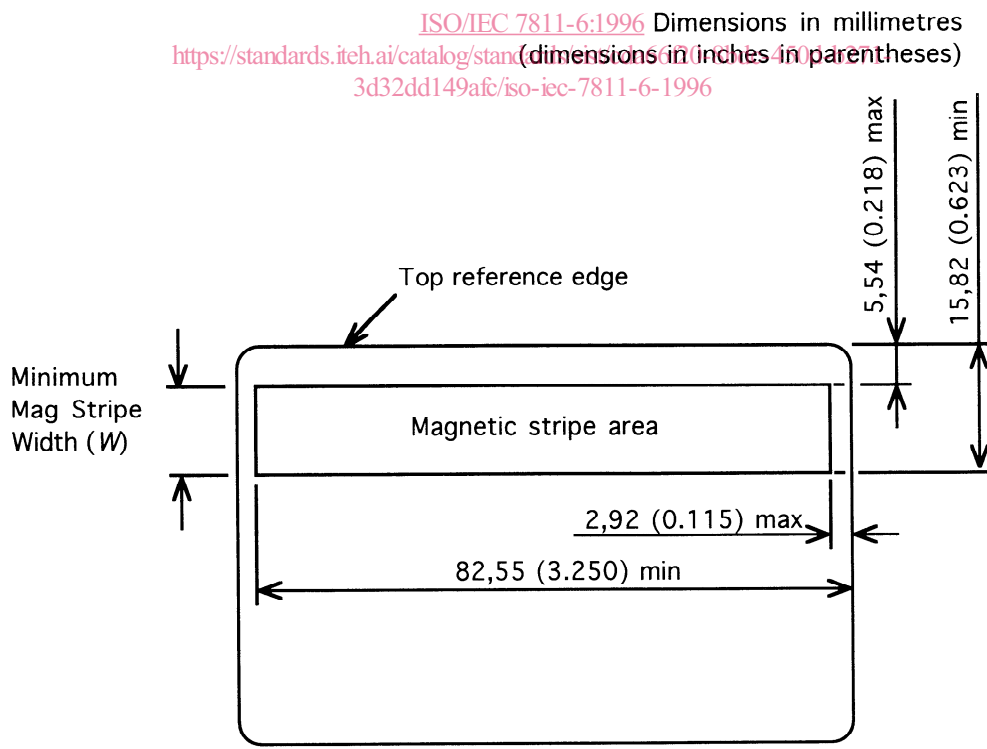 ISO/IEC 7811-6:1996 Dimensions in millimetres
(dimensions in inches in parentheses)
https://standards.iteh.ai/catalog/standards/
3d32dd149afc/iso-iec-7811-6-1996
5,54 (0.218) max
15,82 (0.623) min
Top reference edge
Minimum
Mag Stripe
Width (W)
Magnetic stripe area
2,92 (0.115) max
82,55 (3.250) min